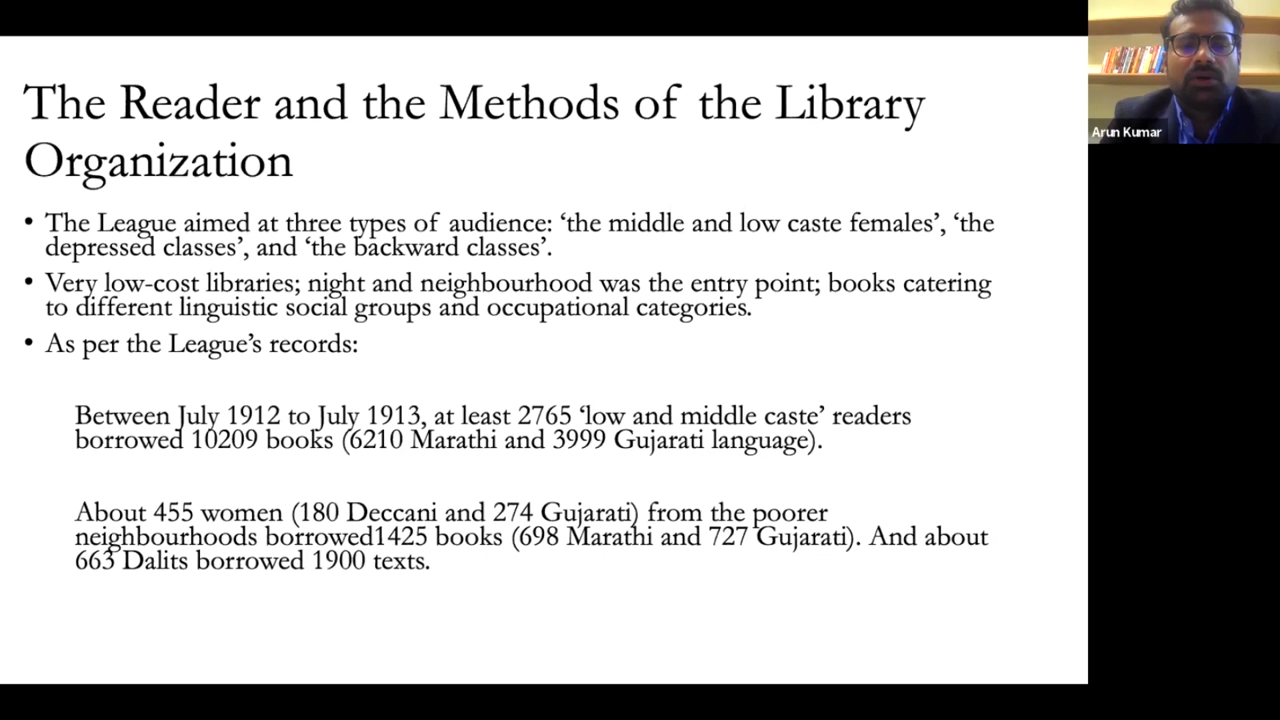 The Reader and the Methods of the Library
Organization
• The League aimed at three types of audience: ‘the middle and low caste females’, ‘the
depressed classes’, and ‘the backward classes’.
• Very low-cost libraries; night and neighbourhood was the entry point; books catering
to different linguistic social groups and occupational categories.
• As per the League’s records:
Between July 1912 to July 1913, at least 2765 ‘low and middle caste’ readers
borrowed 10209 books (6210 Marathi and 3999 Gujarati language).
About 455 women (180 Deccani and 274 Gujarati) from the poorer
neighbourhoods borrowed1425 books (698 Marathi and 727 Gujarati). And about
663 Dalits borrowed 1900 texts.
Arun Kumar